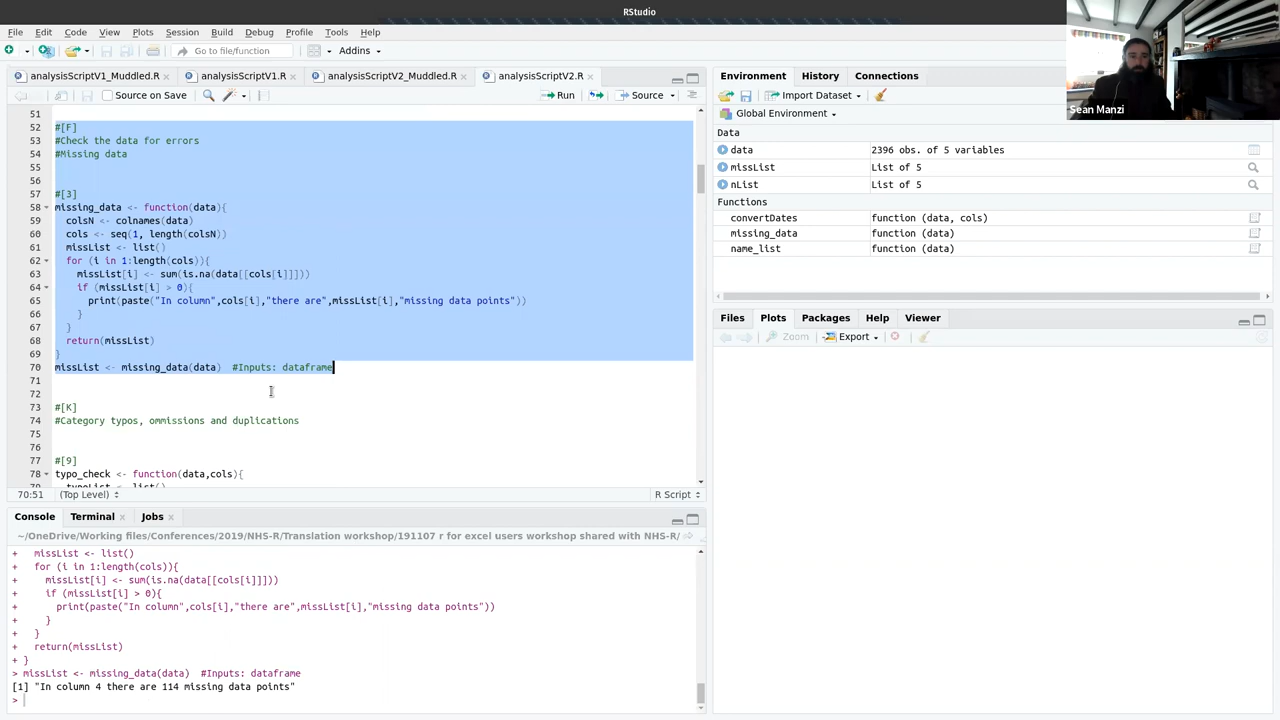 RStudio
File Edit Code View Plots Session Build Debug Profile Tools Help
Go to file/function
Addins
analysisScriptV1_Muddled.R
analysisScriptV1.R
analysisScriptV2_Muddled.R
analysisScriptV2.R
Source on Save
Run
Source
51
52 #[F]
53 #Check the data for errors
54 #Missing data
55
56
57 #[3]
58 missing_data <- function(data){
59 colsN <- colnames(data)
60 cols <- seq(1, length(colsN))
61 missList <- list()
62 for (i in 1:length(cols)){
63 missList[i] <- sum(is.na(data[[cols[i]]]))
64 if (missList[i] > 0){
65 print(paste("In column",cols[i],"there are",missList[i],"missing data points"))
66 }
67 }
68 return(missList)
69 }
70 missList <- missing_data(data)  #Inputs: dataframe
71
72
73 #[K]
74 #Category typos, ommissions and duplications
75
76
77 #[9]
78 typo_check <- function(data,cols){
79 typoList <- list()
70:51 (Top Level) R Script
Console Terminal Jobs
~/OneDrive/Working files/Conferences/2019/NHS-R/Translation workshop/191107 r for excel users workshop shared with NHS-R/
+ missList <- list()
+ for (i in 1:length(cols)){
+ missList[i] <- sum(is.na(data[[cols[i]]]))
+ if (missList[i] > 0){
+ print(paste("In column",cols[i],"there are",missList[i],"missing data points"))
+ }
+ }
+ return(missList)
+ }
> missList <- missing_data(data)  #Inputs: dataframe
[1] "In column 4 there are 114 missing data points"
>
Environment History Connections
Import Dataset
Global Environment
Data
data 2396 obs. of 5 variables
missList List of 5
nList List of 5
Functions
convertDates function (data, cols)
missing_data function (data)
name_list function (data)
Files Plots Packages Help Viewer
Zoom Export
Sean Manzi